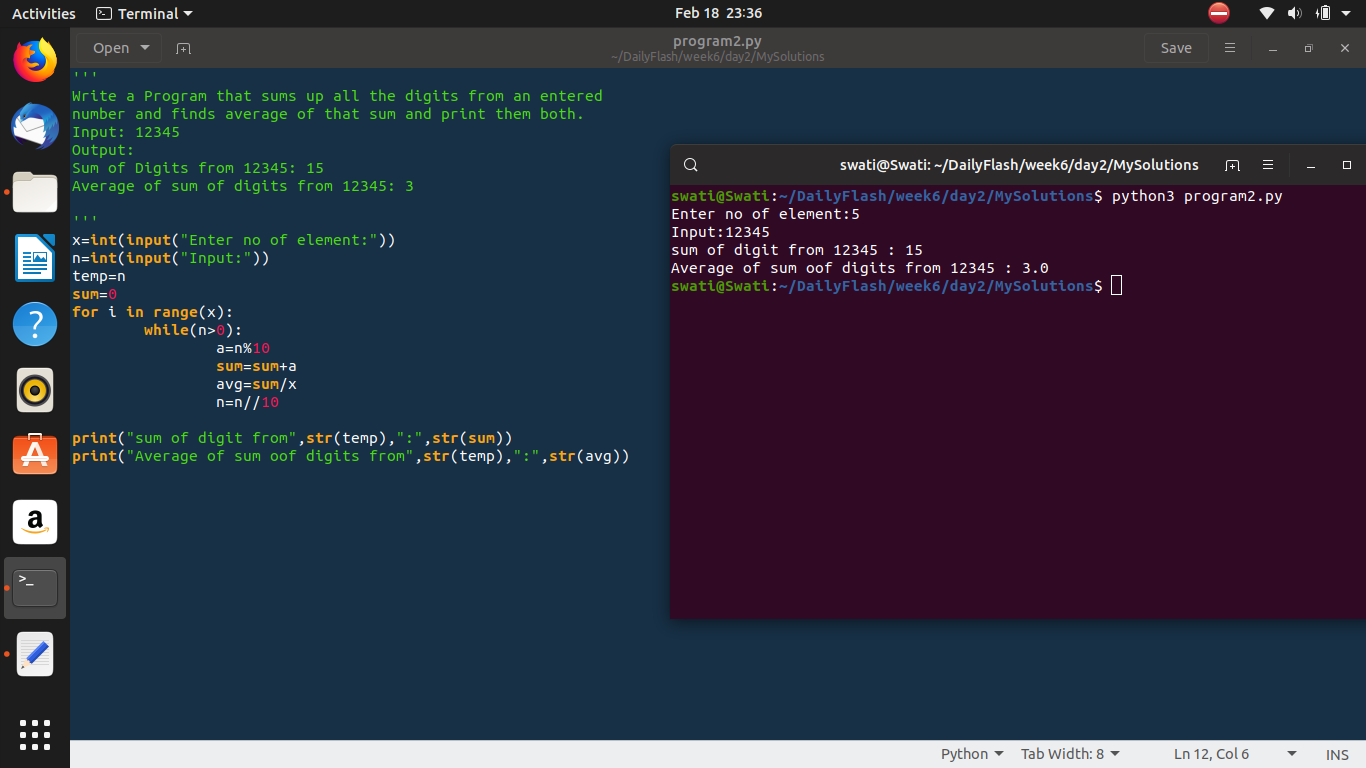 Activities Terminal Feb 18 23:36
Open program2.py Save
~/DailyFlash/week6/day2/MySolutions
'''
Write a Program that sums up all the digits from an entered
number and finds average of that sum and print them both.
Input: 12345
Output:
Sum of Digits from 12345: 15
Average of sum of digits from 12345: 3
'''
x=int(input("Enter no of element:"))
n=int(input("Input:"))
temp=n
sum=0
for i in range(x):
while(n>0):
a=n%10
sum=sum+a
avg=sum/x
n=n//10
print("sum of digit from",str(temp),":",str(sum))
print("Average of sum oof digits from",str(temp),":",str(avg))
swati@Swati: ~/DailyFlash/week6/day2/MySolutions
swati@Swati:~/DailyFlash/week6/day2/MySolutions$ python3 program2.py
Enter no of element:5
Input:12345
sum of digit from 12345 : 15
Average of sum oof digits from 12345 : 3.0
swati@Swati:~/DailyFlash/week6/day2/MySolutions$
?
a
>_
Python Tab Width: 8 Ln 12, Col 6 INS